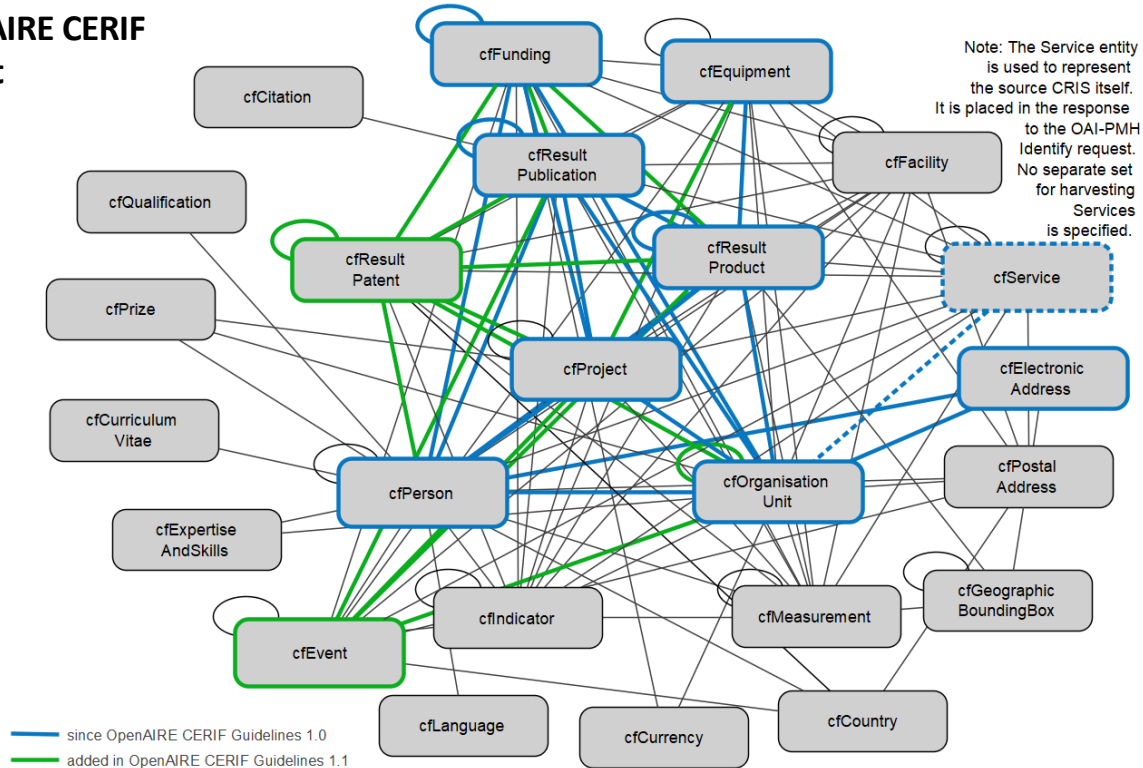 AIRE CERIF
cfFunding
cfEquipment
Note: The Service entity
is used to represent
the source CRIS itself.
It is placed in the response
to the OAI-PMH
Identify request.
No separate set
for harvesting
Services
is specified.
cfCitation
cfResult
Publication
cfFacility
cfQualification
cfResult
Patent
cfResult
Product
cfService
cfPrize
cfProject
cfElectronic
Address
cfCurriculum
Vitae
cfPerson
cfOrganisation
Unit
cfPostal
Address
cfExpertise
AndSkills
cfIndicator
cfMeasurement
cfGeographic
BoundingBox
cfEvent
cfLanguage
cfCurrency
cfCountry
since OpenAIRE CERIF Guidelines 1.0
added in OpenAIRE CERIF Guidelines 1.1